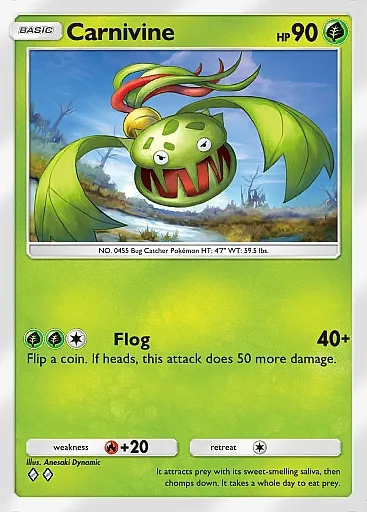 BASIC Carnivine HP 90
NO. 0455 Bug Catcher Pokémon HT: 4'7" WT: 59.5 lbs.
Flog 40+
Flip a coin. If heads, this attack does 50 more damage.
weakness +20 retreat
Illus. Anesaki Dynamic
It attracts prey with its sweet-smelling saliva, then
chomps down. It takes a whole day to eat prey.